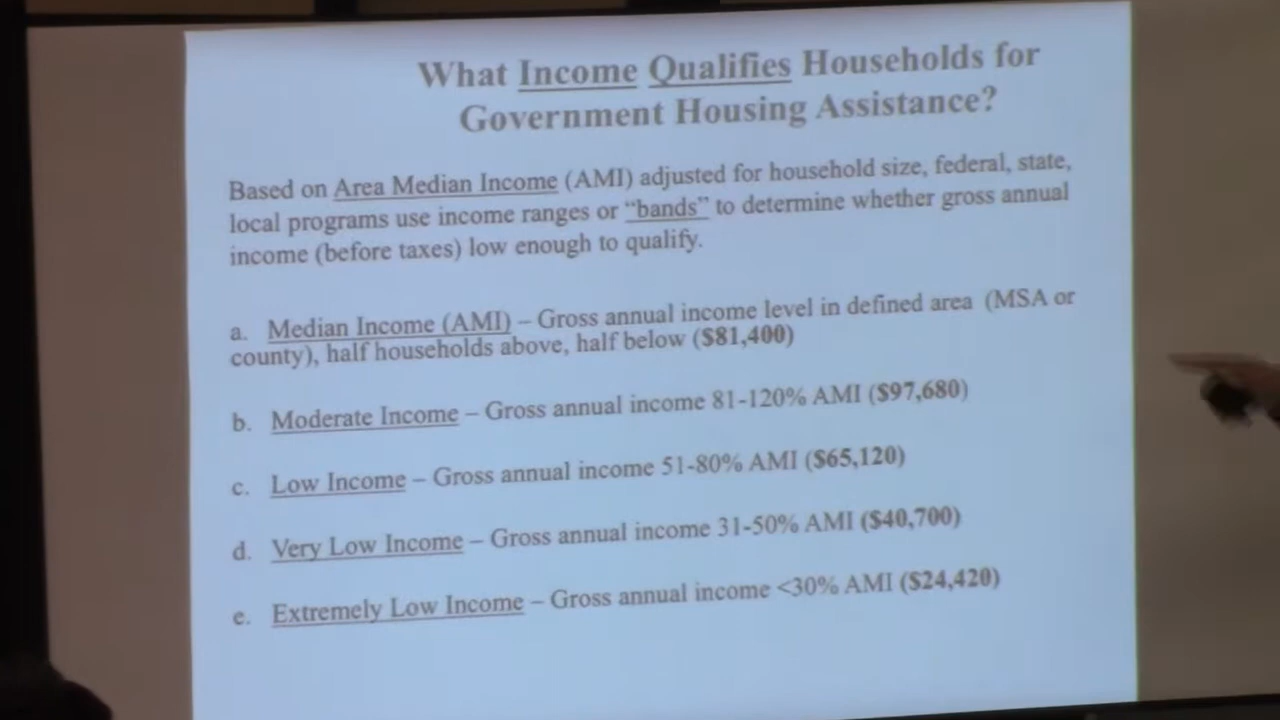 What Income Qualifies Households for
Government Housing Assistance?
Based on Area Median Income (AMI) adjusted for household size, federal, state,
local programs use income ranges or “bands” to determine whether gross annual
income (before taxes) low enough to qualify.
a. Median Income (AMI) – Gross annual income level in defined area (MSA or
county), half households above, half below ($81,400)
b. Moderate Income – Gross annual income 81-120% AMI ($97,680)
c. Low Income – Gross annual income 51-80% AMI ($65,120)
d. Very Low Income – Gross annual income 31-50% AMI ($40,700)
e. Extremely Low Income – Gross annual income <30% AMI ($24,420)